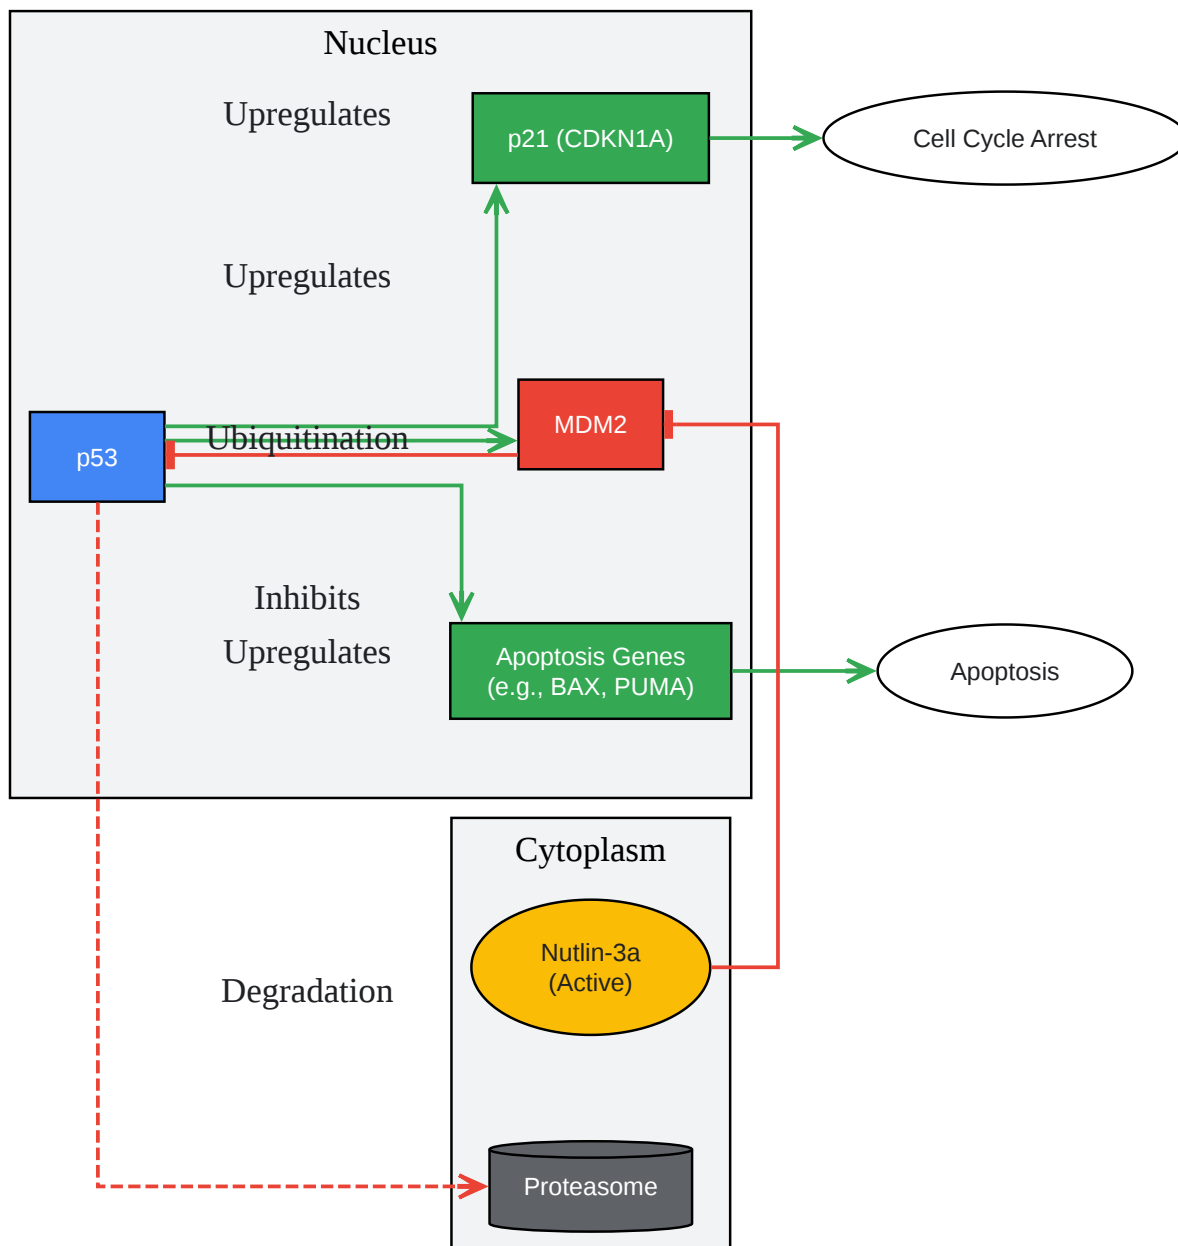 Nucleus
Upregulates
p21 (CDKN1A)
Cell Cycle Arrest
Upregulates
MDM2
Ubiquitination
p53
Inhibits
Upregulates
Apoptosis Genes
(e.g., BAX, PUMA)
Apoptosis
Cytoplasm
Nutlin-3a
(Active)
Degradation
Proteasome